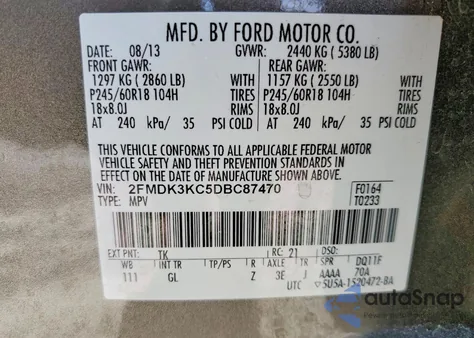 MFD. BY FORD MOTOR CO.
DATE: 08/13 GVWR: 2440 KG ( 5380 LB)
FRONT GAWR: REAR GAWR:
1297 KG ( 2860 LB) WITH 1157 KG ( 2550 LB) WITH
P245/60R18 104H TIRES P245/60R18 104H TIRES
18x8.0J RIMS 18x8.0J RIMS
AT 240 kPa/ 35 PSI COLD AT 240 kPa/ 35 PSI COLD
THIS VEHICLE CONFORMS TO ALL APPLICABLE FEDERAL MOTOR
VEHICLE SAFETY AND THEFT PREVENTION STANDARDS IN
EFFECT ON THE DATE OF MANUFACTURE SHOWN ABOVE.
VIN: 2FMDK3KC5DBC87470 F0164
TYPE: MPV T0233
EXT PNT: TK RC: 21 DSO:
WB INT TR TP/PS R AXLE TR SPR DQ11F
111 GL Z 3E J AAAA 70A
UTC 5U5A-1520472-BA
autoSnap